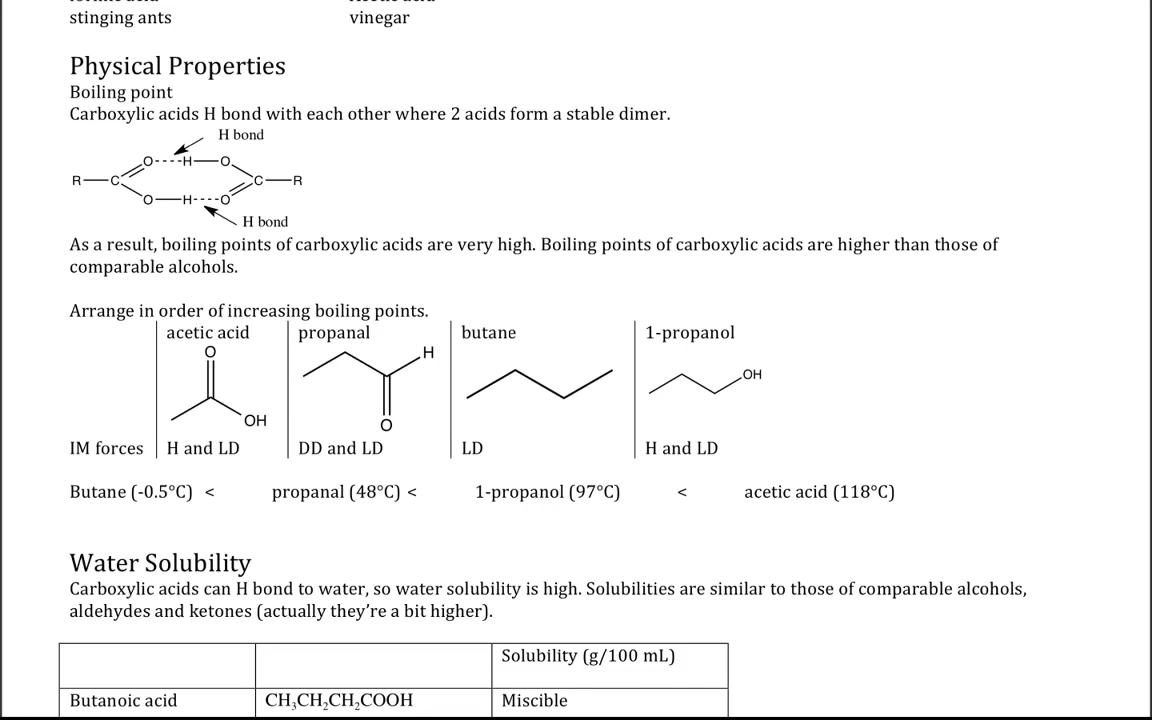 stinging ants vinegar
Physical Properties
Boiling point
Carboxylic acids H bond with each other where 2 acids form a stable dimer.
H bond
O----H—O
R—C C—R
O—H----O
H bond
As a result, boiling points of carboxylic acids are very high. Boiling points of carboxylic acids are higher than those of
comparable alcohols.
Arrange in order of increasing boiling points.
acetic acid propanal butane 1-propanol
O H OH
OH O
IM forces H and LD DD and LD LD H and LD
Butane (-0.5°C) < propanal (48°C) < 1-propanol (97°C) < acetic acid (118°C)
Water Solubility
Carboxylic acids can H bond to water, so water solubility is high. Solubilities are similar to those of comparable alcohols,
aldehydes and ketones (actually they're a bit higher).
Solubility (g/100 mL)
Butanoic acid CH₃CH₂CH₂COOH Miscible